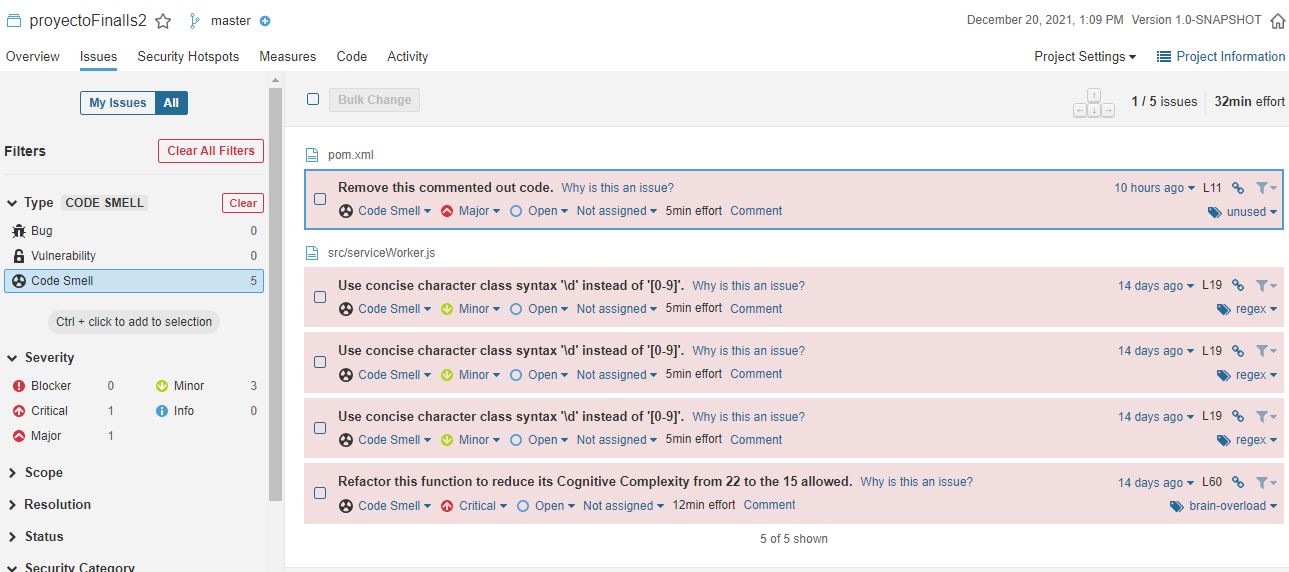 proyectoFinalIs2 master December 20, 2021, 1:09 PM Version 1.0-SNAPSHOT
Overview Issues Security Hotspots Measures Code Activity Project Settings Project Information
My Issues All
Bulk Change 1 / 5 issues 32min effort
Filters Clear All Filters
Type CODE SMELL Clear
Bug 0
Vulnerability 0
Code Smell 5
Ctrl + click to add to selection
Severity
Blocker 0 Minor 3
Critical 1 Info 0
Major 1
Scope
Resolution
Status
Security Category
pom.xml
Remove this commented out code. Why is this an issue? 10 hours ago L11
Code Smell Major Open Not assigned 5min effort Comment unused
src/serviceWorker.js
Use concise character class syntax '\d' instead of '[0-9]'. Why is this an issue? 14 days ago L19
Code Smell Minor Open Not assigned 5min effort Comment regex
Use concise character class syntax '\d' instead of '[0-9]'. Why is this an issue? 14 days ago L19
Code Smell Minor Open Not assigned 5min effort Comment regex
Use concise character class syntax '\d' instead of '[0-9]'. Why is this an issue? 14 days ago L19
Code Smell Minor Open Not assigned 5min effort Comment regex
Refactor this function to reduce its Cognitive Complexity from 22 to the 15 allowed. Why is this an issue? 14 days ago L60
Code Smell Critical Open Not assigned 12min effort Comment brain-overload
5 of 5 shown